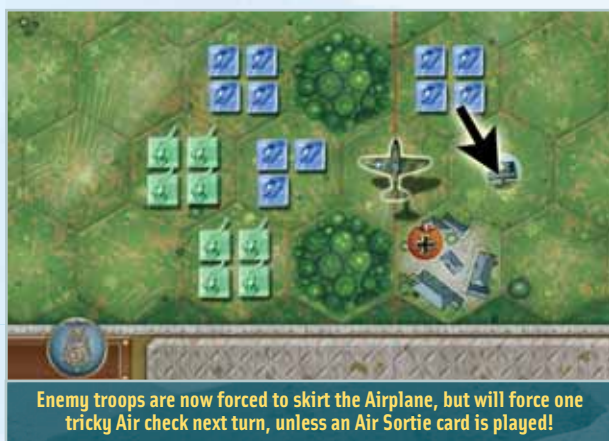 Enemy troops are now forced to skirt the Airplane, but will force one
tricky Air check next turn, unless an Air Sortie card is played!